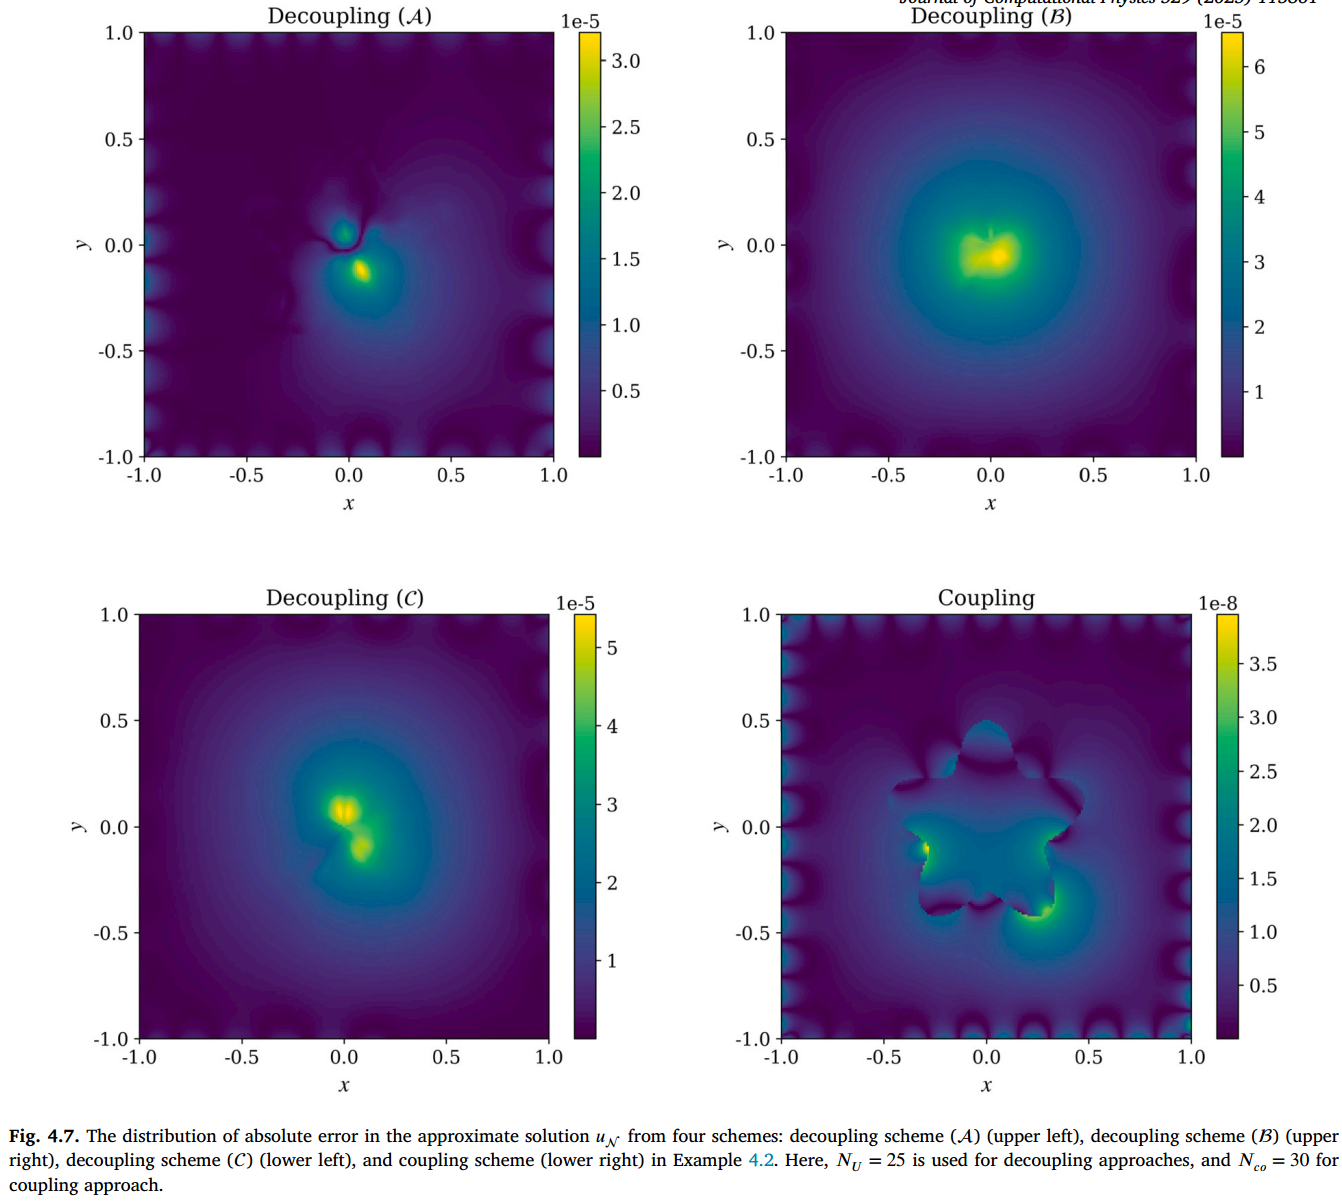 Decoupling (𝒜)
1e-5
1.0
0.5
0.0
-0.5
-1.0
y
-1.0 -0.5 0.0 0.5 1.0
x
3.0
2.5
2.0
1.5
1.0
0.5
Decoupling (ℬ)
1e-5
1.0
0.5
0.0
-0.5
-1.0
y
-1.0 -0.5 0.0 0.5 1.0
x
6
5
4
3
2
1
Decoupling (𝒞)
1e-5
1.0
0.5
0.0
-0.5
-1.0
y
-1.0 -0.5 0.0 0.5 1.0
x
5
4
3
2
1
Coupling
1e-8
1.0
0.5
0.0
-0.5
-1.0
y
-1.0 -0.5 0.0 0.5 1.0
x
3.5
3.0
2.5
2.0
1.5
1.0
0.5
Fig. 4.7. The distribution of absolute error in the approximate solution u_𝒩 from four schemes: decoupling scheme (𝒜) (upper left), decoupling scheme (ℬ) (upper
right), decoupling scheme (𝒞) (lower left), and coupling scheme (lower right) in Example 4.2. Here, N_U = 25 is used for decoupling approaches, and N_co = 30 for
coupling approach.